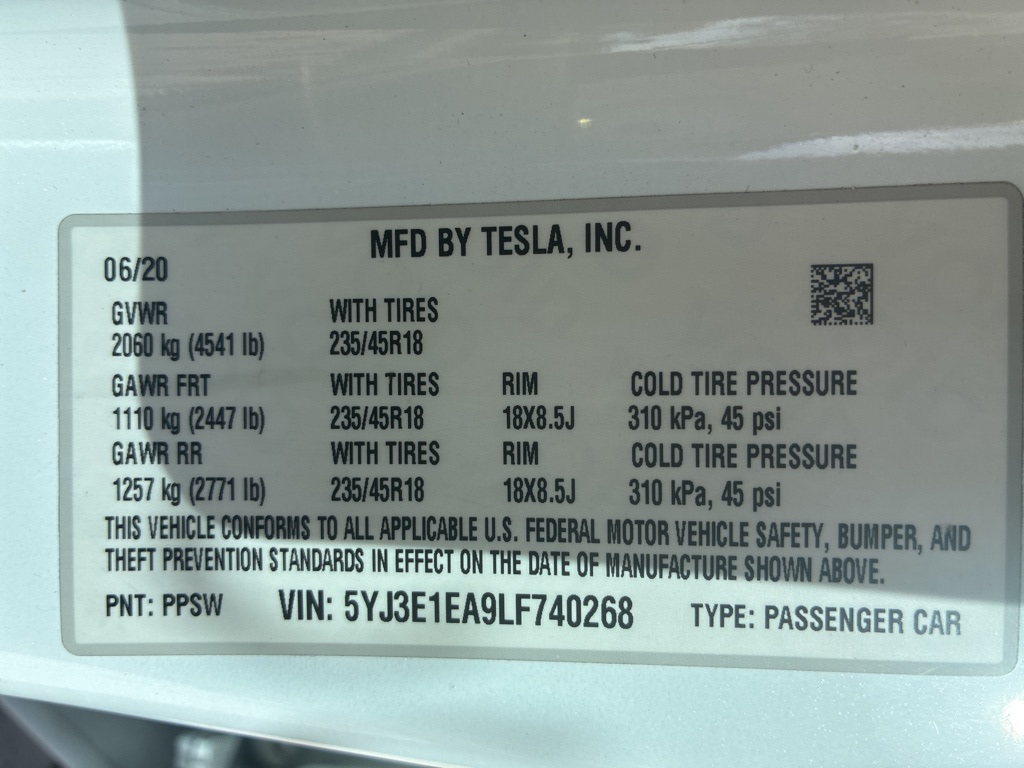 MFD BY TESLA, INC.
06/20
GVWR WITH TIRES
2060 kg (4541 lb) 235/45R18
GAWR FRT WITH TIRES RIM COLD TIRE PRESSURE
1110 kg (2447 lb) 235/45R18 18X8.5J 310 kPa, 45 psi
GAWR RR WITH TIRES RIM COLD TIRE PRESSURE
1257 kg (2771 lb) 235/45R18 18X8.5J 310 kPa, 45 psi
THIS VEHICLE CONFORMS TO ALL APPLICABLE U.S. FEDERAL MOTOR VEHICLE SAFETY, BUMPER, AND
THEFT PREVENTION STANDARDS IN EFFECT ON THE DATE OF MANUFACTURE SHOWN ABOVE.
PNT: PPSW VIN: 5YJ3E1EA9LF740268 TYPE: PASSENGER CAR